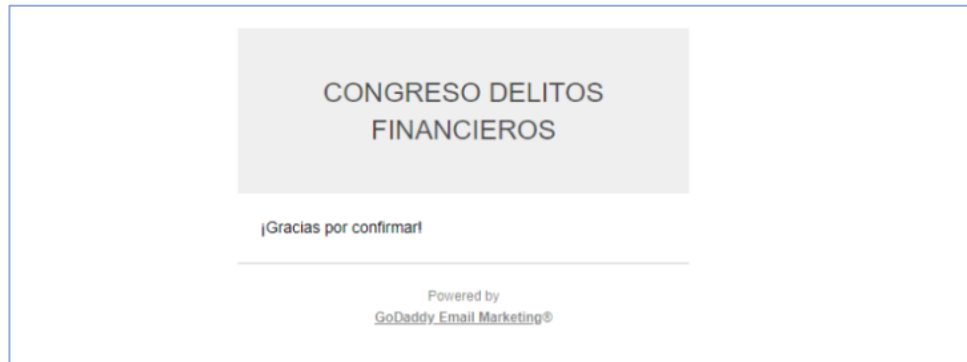 CONGRESO DELITOS
FINANCIEROS
¡Gracias por confirmar!
Powered by
GoDaddy Email Marketing®